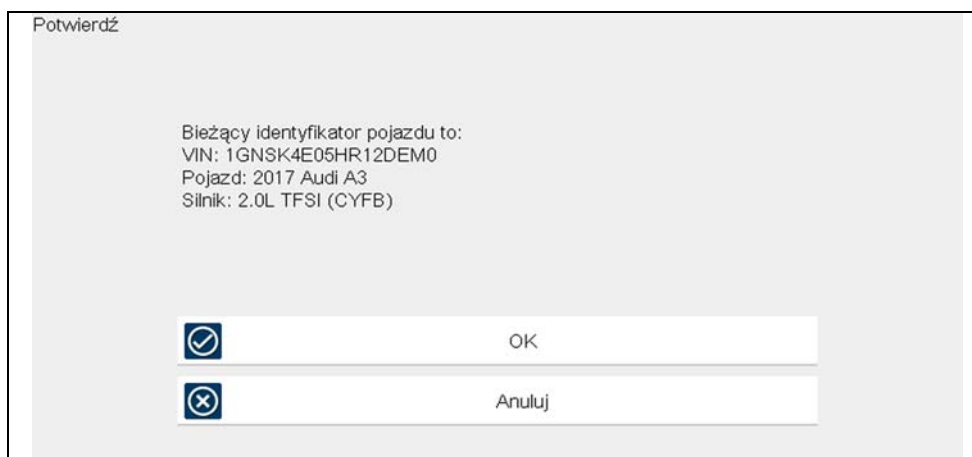 Potwierdź
Bieżący identyfikator pojazdu to:
VIN: 1GNSK4E05HR12DEM0
Pojazd: 2017 Audi A3
Silnik: 2.0L TFSI (CYFB)
OK
Anuluj